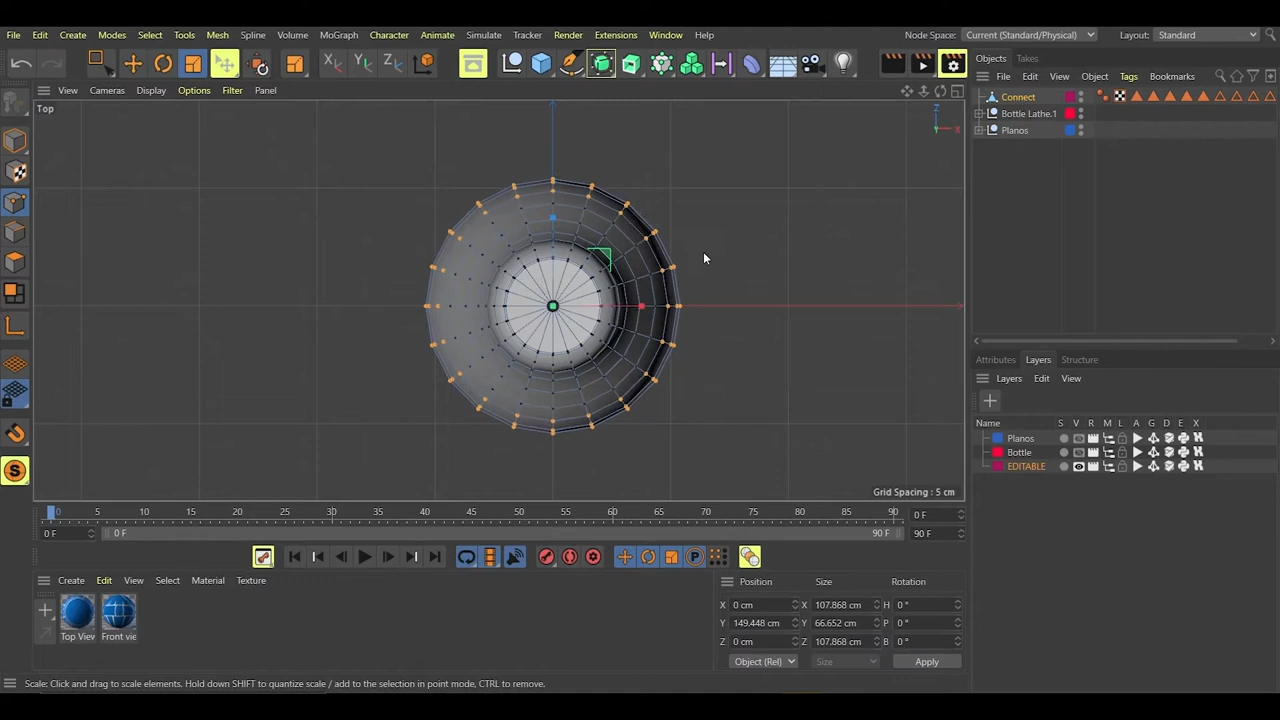 File Edit Create Modes Select Tools Mesh Spline Volume MoGraph Character Animate Simulate Tracker Render Extensions Window Help Node Space: Current (Standard/Physical) Layout: Standard
X Y Z
Objects Takes
File Edit View Object Tags Bookmarks
View Cameras Display Options Filter Panel
Connect
Top
Z
X
Bottle Lathe.1
Planos
Attributes Layers Structure
Layers Edit View
Name S V R M L A G D E X
Planos
Bottle
EDITABLE
Grid Spacing : 5 cm
0 5 10 15 20 25 30 35 40 45 50 55 60 65 70 75 80 85 90 0 F
0 F 0 F 90 F 90 F
P
Create Edit View Select Material Texture
Position Size Rotation
X 0 cm X 107.868 cm H 0 °
Y 149.448 cm Y 66.652 cm P 0 °
Z 0 cm Z 107.868 cm B 0 °
Top View Front vie
Object (Rel) Size Apply
Scale: Click and drag to scale elements. Hold down SHIFT to quantize scale / add to the selection in point mode, CTRL to remove.